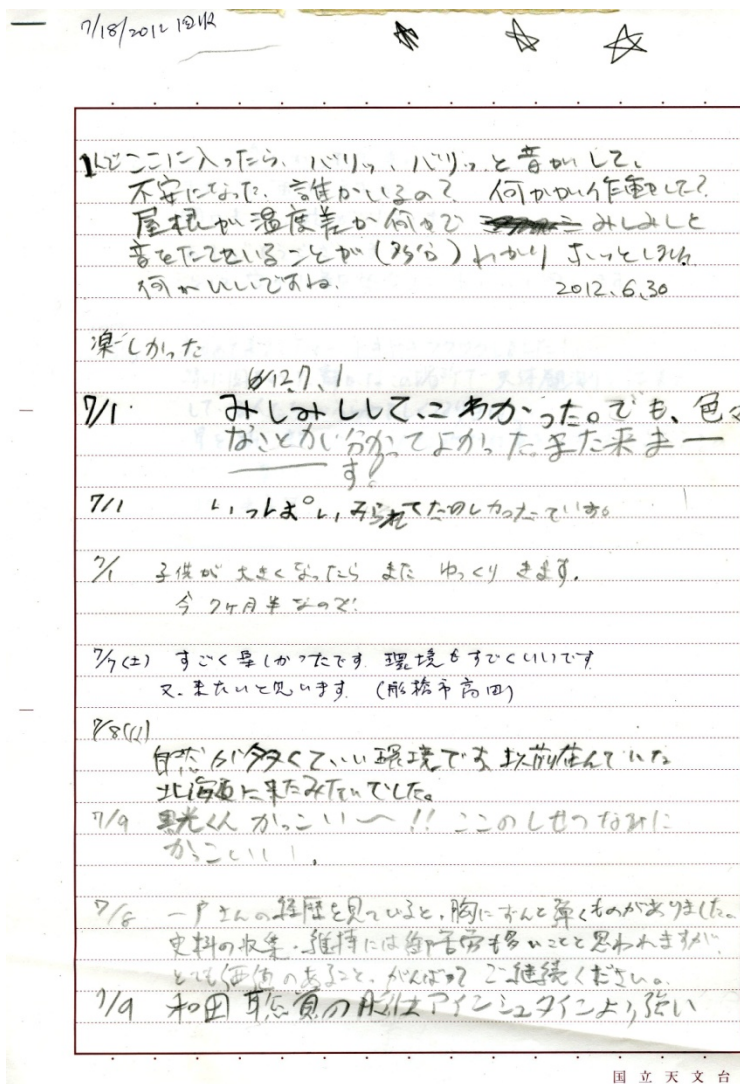 7/18/2012 回収
1人でここに入ったら、バリッ、バリッと音がして、
不安になった。誰かいるの? 何かが作動して?
屋根が温度差か何かで みしみしと
音をたてていることが(多分)わかり ほっとしました。
何かいいですね。 2012.6.30
楽しかった
'12.7.1
7/1 みしみししてこわかった。でも、色々
なことが分かってよかった。また来ま
す!
7/1 いっぱいみられてたのしかったでいす。
7/1 子供が大きくなったら また ゆっくり きます。
今 7ヶ月半なので!
7/7(土) すごく楽しかったです 環境もすごくいいです
又、来たいと思います (船橋市高田)
7/8(日)
自然が多くていい環境です 以前住んでいた
北海道に来たみたいでした。
7/9 くん かっこい〜!! ここのしせつなみに
かっこいい。
7/8 一戸さんの経歴を見ていると、胸にずんと響くものがありました。
史料の収集・維持には御苦労も多いことと思われますが、
とても価値のあること、がんばって ご継続ください。
7/9 和田 の脳はアインシュタインより強い
国立天文台